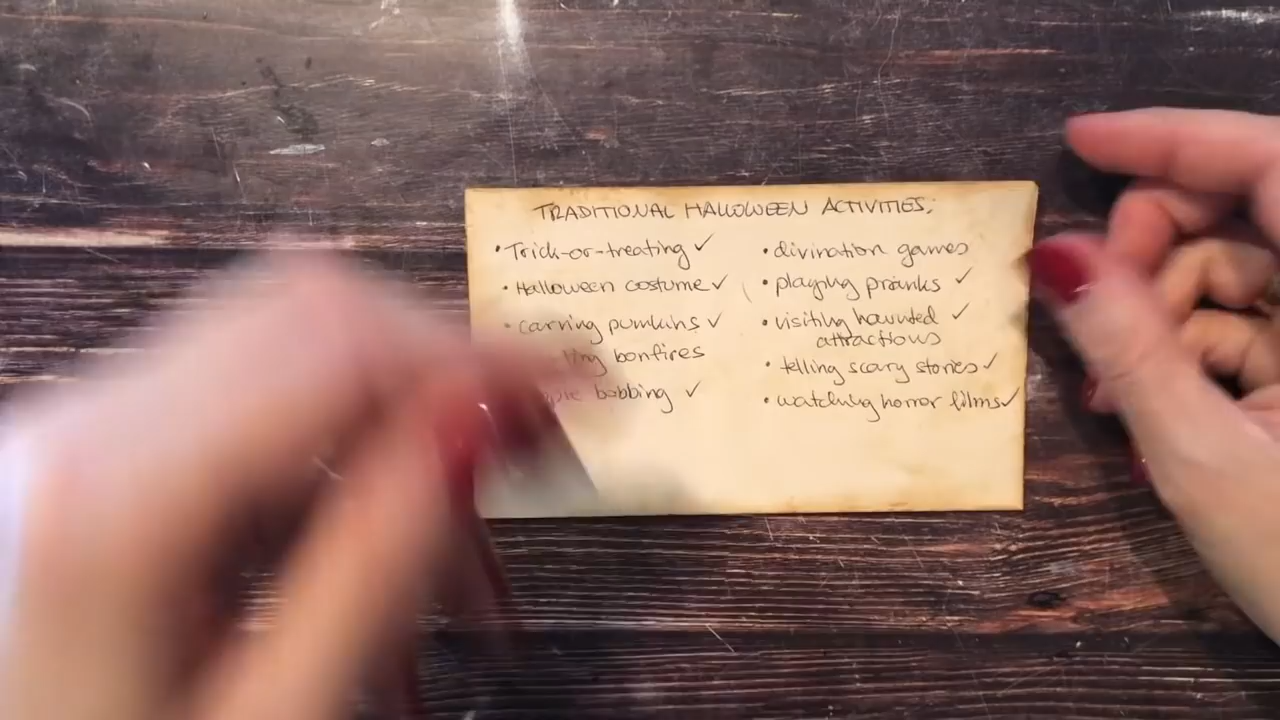 TRADITIONAL HALLOWEEN ACTIVITIES;
• Trick-or-treating ✓
• Halloween costume ✓
• carving pumkins ✓
bonfires
bobbing ✓
• divination games
• playing pranks ✓
• visiting haunted ✓
attractions
• telling scary stories ✓
• watching horror films ✓